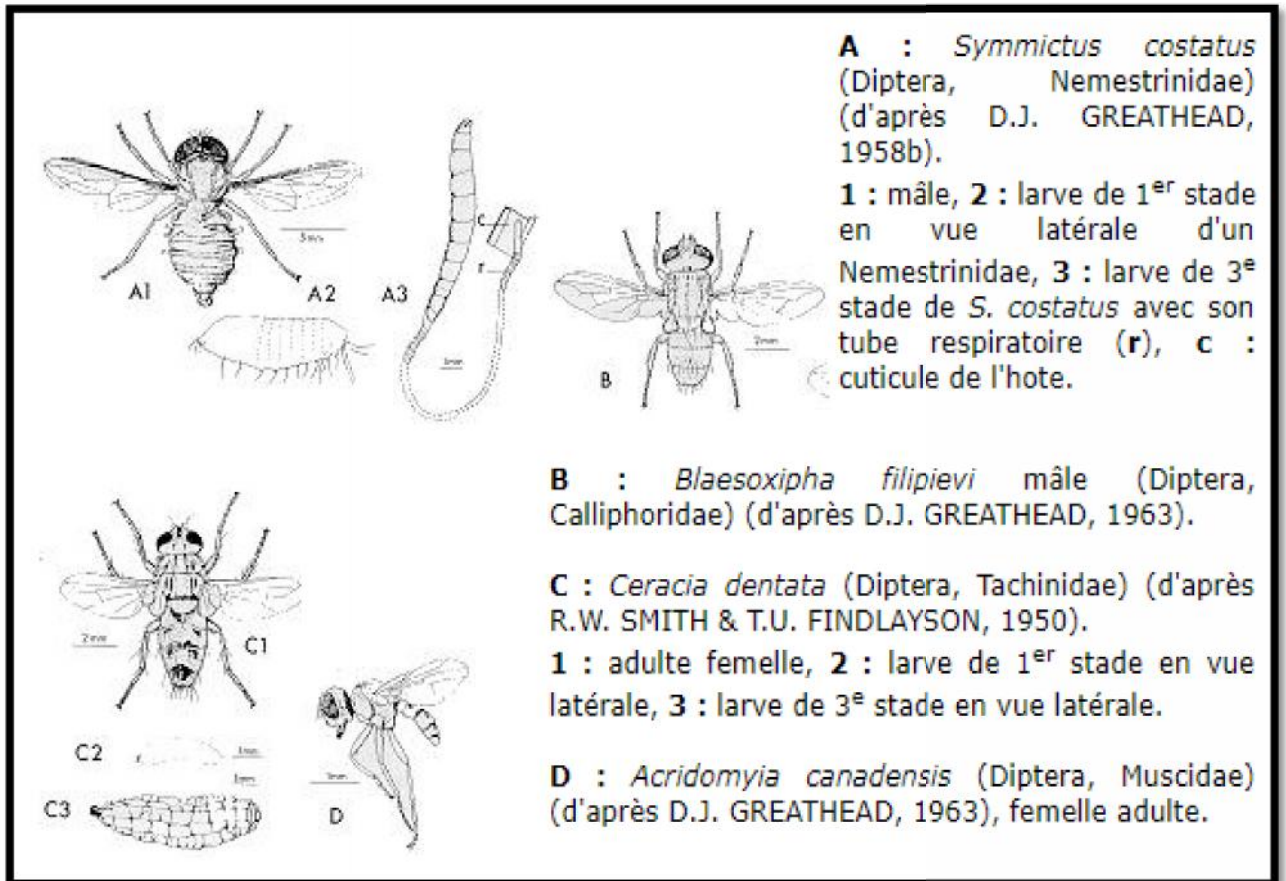 A : Symmictus costatus
(Diptera, Nemestrinidae)
(d'après D.J. GREATHEAD,
1958b).
1 : mâle, 2 : larve de 1er stade
en vue latérale d'un
Nemestrinidae, 3 : larve de 3e
stade de S. costatus avec son
tube respiratoire (r), c :
cuticule de l'hote.
A1
5mm
A2
A3
c
r
1mm
B
2mm
B : Blaesoxipha filipievi mâle (Diptera,
Calliphoridae) (d'après D.J. GREATHEAD, 1963).
C : Ceracia dentata (Diptera, Tachinidae) (d'après
R.W. SMITH & T.U. FINDLAYSON, 1950).
1 : adulte femelle, 2 : larve de 1er stade en vue
latérale, 3 : larve de 3e stade en vue latérale.
D : Acridomyia canadensis (Diptera, Muscidae)
(d'après D.J. GREATHEAD, 1963), femelle adulte.
2mm
C1
C2
C3
1mm
D